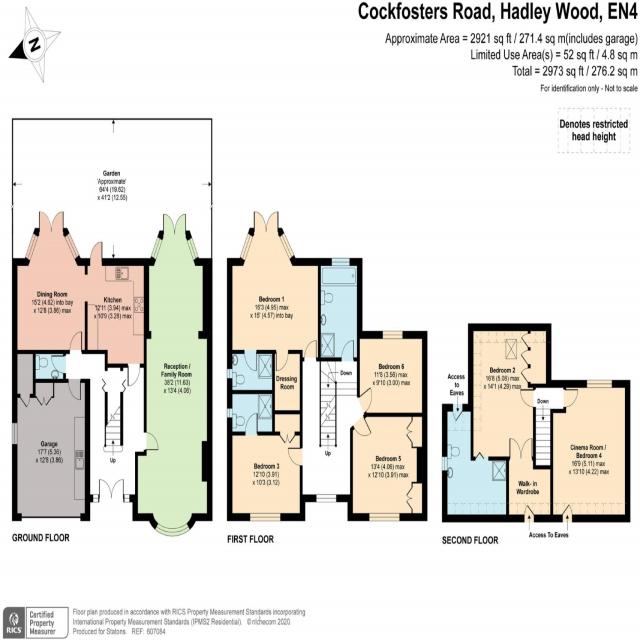 Cockfosters Road, Hadley Wood, EN4
Approximate Area = 2921 sq ft / 271.4 sq m(includes garage)
Limited Use Area(s) = 52 sq ft / 4.8 sq m
Total = 2973 sq ft / 276.2 sq m
For identification only - Not to scale
N
Denotes restricted
head height
Garden
'Approximate'
64'4 (19.62)
x 41'2 (12.55)
Dining Room
15'2 (4.62) into bay
x 12'8 (3.86) max
Kitchen
12'11 (3.94) max
x 10'9 (3.28) max
Reception /
Family Room
38'2 (11.63)
x 13'4 (4.06)
Garage
17'7 (5.36)
x 12'8 (3.86)
Up
GROUND FLOOR
Bedroom 1
16'3 (4.95) max
x 15' (4.57) into bay
Dressing
Room
Down
Bedroom 6
11'8 (3.56) max
x 9'10 (3.00) max
Bedroom 3
12'10 (3.91)
x 10'3 (3.12)
Up
Bedroom 5
13'4 (4.06) max
x 12'10 (3.91) max
FIRST FLOOR
Access
to
Eaves
Bedroom 2
16'8 (5.08) max
x 14'1 (4.29) max
Down
Cinema Room /
Bedroom 4
16'9 (5.11) max
x 13'10 (4.22) max
Walk- in
Wardrobe
Access To Eaves
SECOND FLOOR
RICS
Certified
Property
Measurer
Floor plan produced in accordance with RICS Property Measurement Standards incorporating
International Property Measurement Standards (IPMS2 Residential). © nichecom 2020.
Produced for Statons. REF: 607084